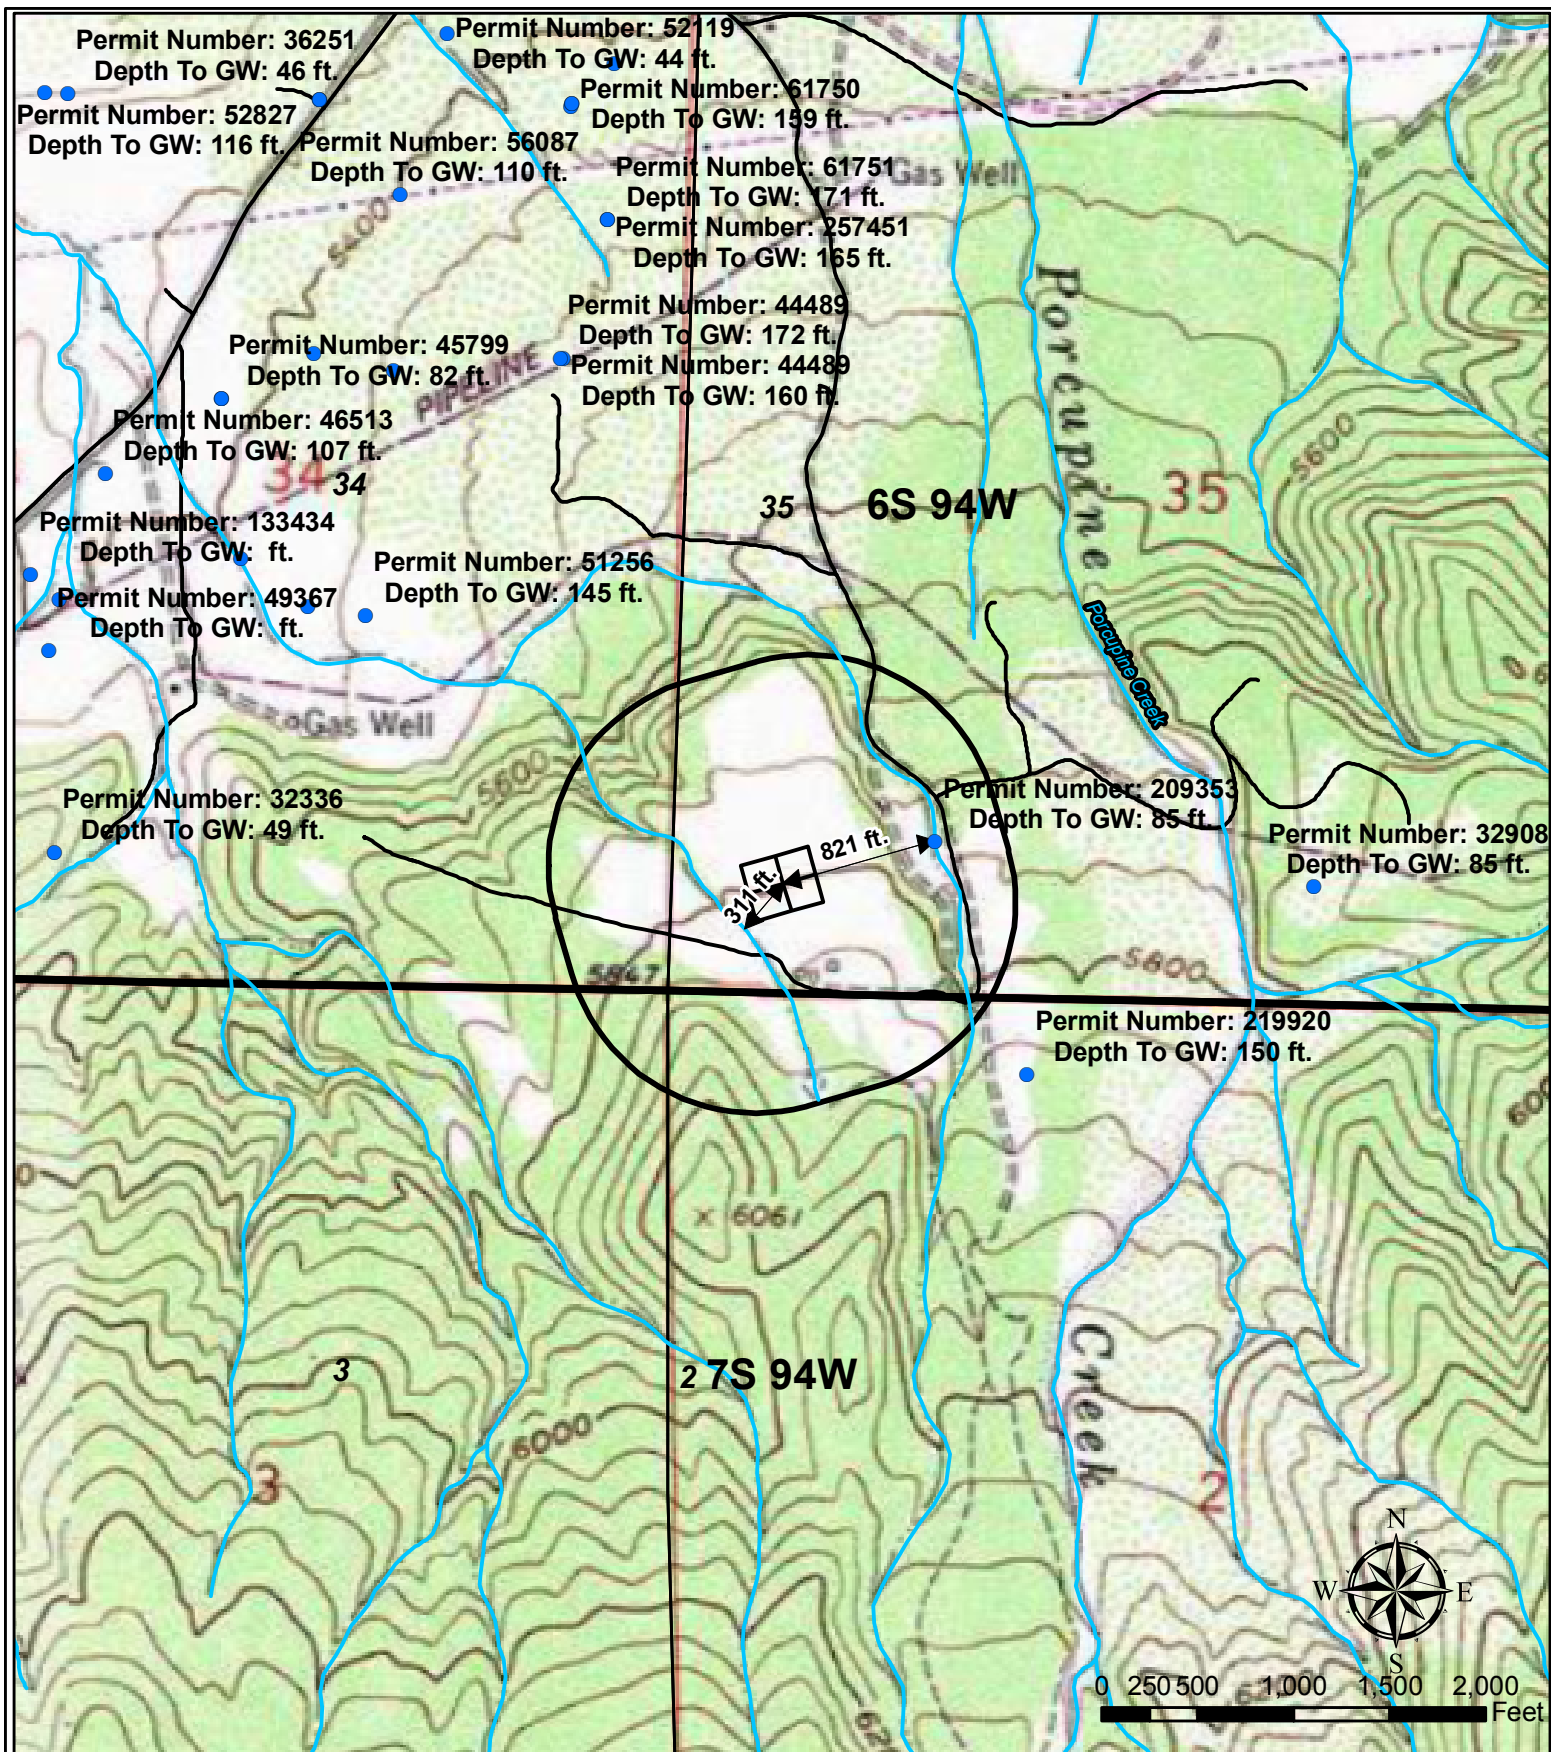 Permit Number: 36251
Depth To GW: 46 ft.
Permit Number: 52119
Depth To GW: 44 ft.
Permit Number: 52827
Depth To GW: 116 ft.
Permit Number: 61750
Depth To GW: 159 ft.
Permit Number: 56087
Depth To GW: 110 ft.
Permit Number: 61751
Depth To GW: 171 ft.
Gas Well
Permit Number: 257451
Depth To GW: 165 ft.
5400
Permit Number: 44489
Depth To GW: 172 ft.
Permit Number: 45799
Depth To GW: 82 ft.
Permit Number: 44489
Depth To GW: 160 ft.
PIPELINE
Porcupine
Permit Number: 46513
Depth To GW: 107 ft.
5600
34
34
35
6S 94W
35
Permit Number: 133434
Depth To GW: ft.
Permit Number: 51256
Depth To GW: 145 ft.
Permit Number: 49367
Depth To GW: ft.
Porcupine Creek
Gas Well
5600
Permit Number: 32336
Depth To GW: 49 ft.
Permit Number: 209353
Depth To GW: 85 ft.
821 ft.
311 ft.
Permit Number: 32908
Depth To GW: 85 ft.
5847
5800
Permit Number: 219920
Depth To GW: 150 ft.
x 6061
3
2
7S 94W
Creek
6000
3
2
N
W
E
S
0 250 500 1,000 1,500 2,000
Feet